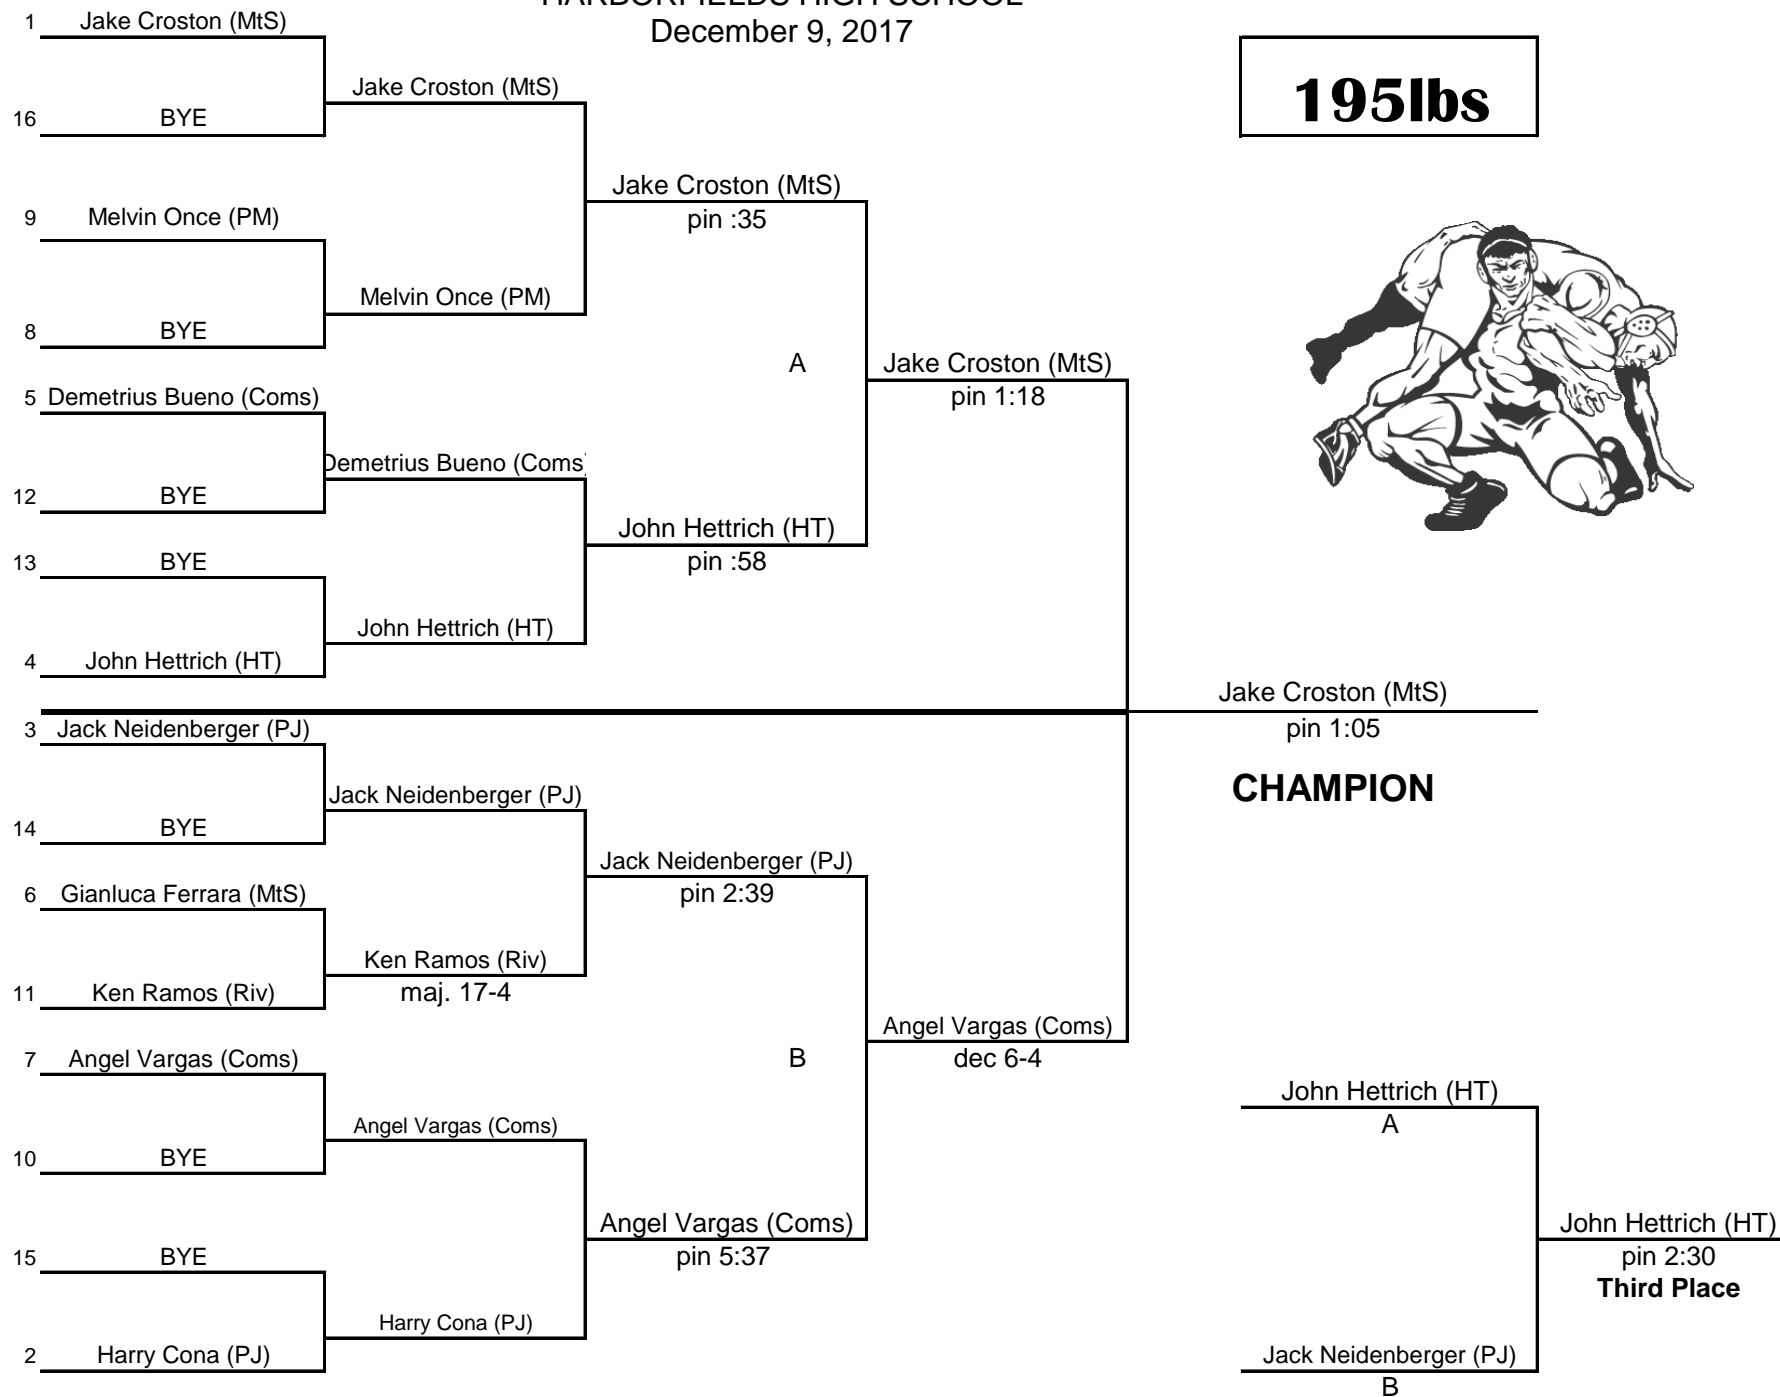 HARBORFIELDS HIGH SCHOOL
December 9, 2017
195lbs
1 Jake Croston (MtS)
Jake Croston (MtS)
16 BYE
Jake Croston (MtS)
pin :35
9 Melvin Once (PM)
Melvin Once (PM)
8 BYE
A
Jake Croston (MtS)
pin 1:18
5 Demetrius Bueno (Coms)
Demetrius Bueno (Coms)
12 BYE
John Hettrich (HT)
pin :58
13 BYE
John Hettrich (HT)
4 John Hettrich (HT)
Jake Croston (MtS)
pin 1:05
CHAMPION
3 Jack Neidenberger (PJ)
Jack Neidenberger (PJ)
14 BYE
Jack Neidenberger (PJ)
pin 2:39
6 Gianluca Ferrara (MtS)
Ken Ramos (Riv)
maj. 17-4
11 Ken Ramos (Riv)
Angel Vargas (Coms)
dec 6-4
B
7 Angel Vargas (Coms)
Angel Vargas (Coms)
10 BYE
Angel Vargas (Coms)
pin 5:37
15 BYE
Harry Cona (PJ)
2 Harry Cona (PJ)
John Hettrich (HT)
A
John Hettrich (HT)
pin 2:30
Third Place
Jack Neidenberger (PJ)
B